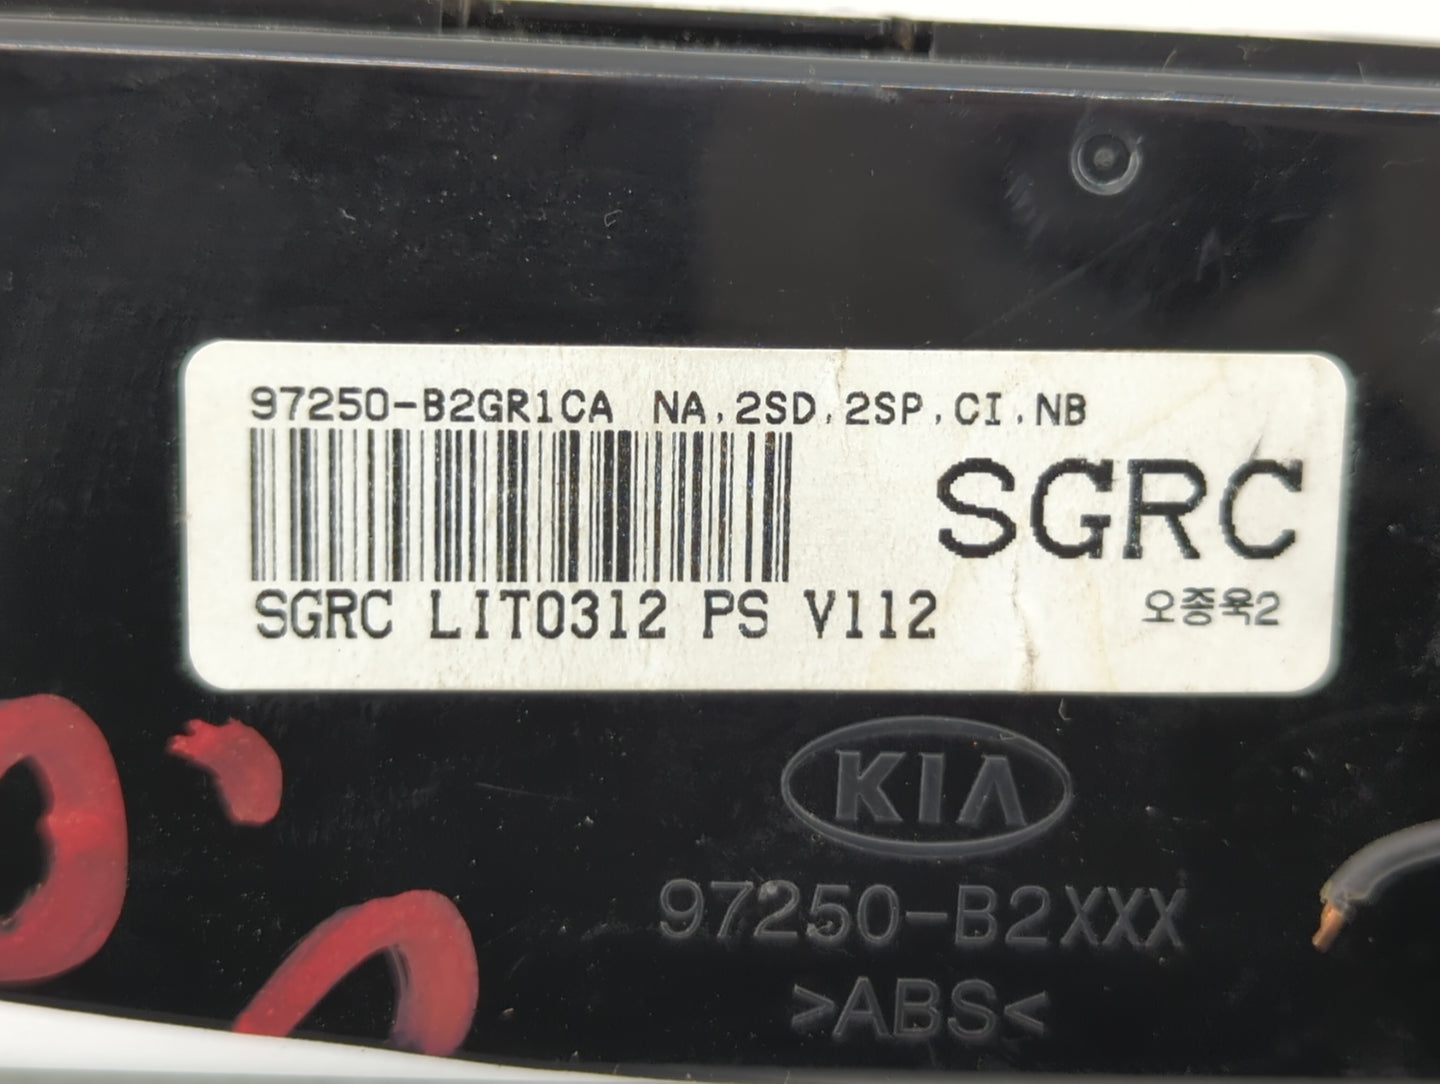 97250-B2GR1CA NA,2SD,2SP,CI,NB
SGRC
SGRC LIT0312 PS V112
오종욱2
KIA
97250-B2XXX
>ABS<